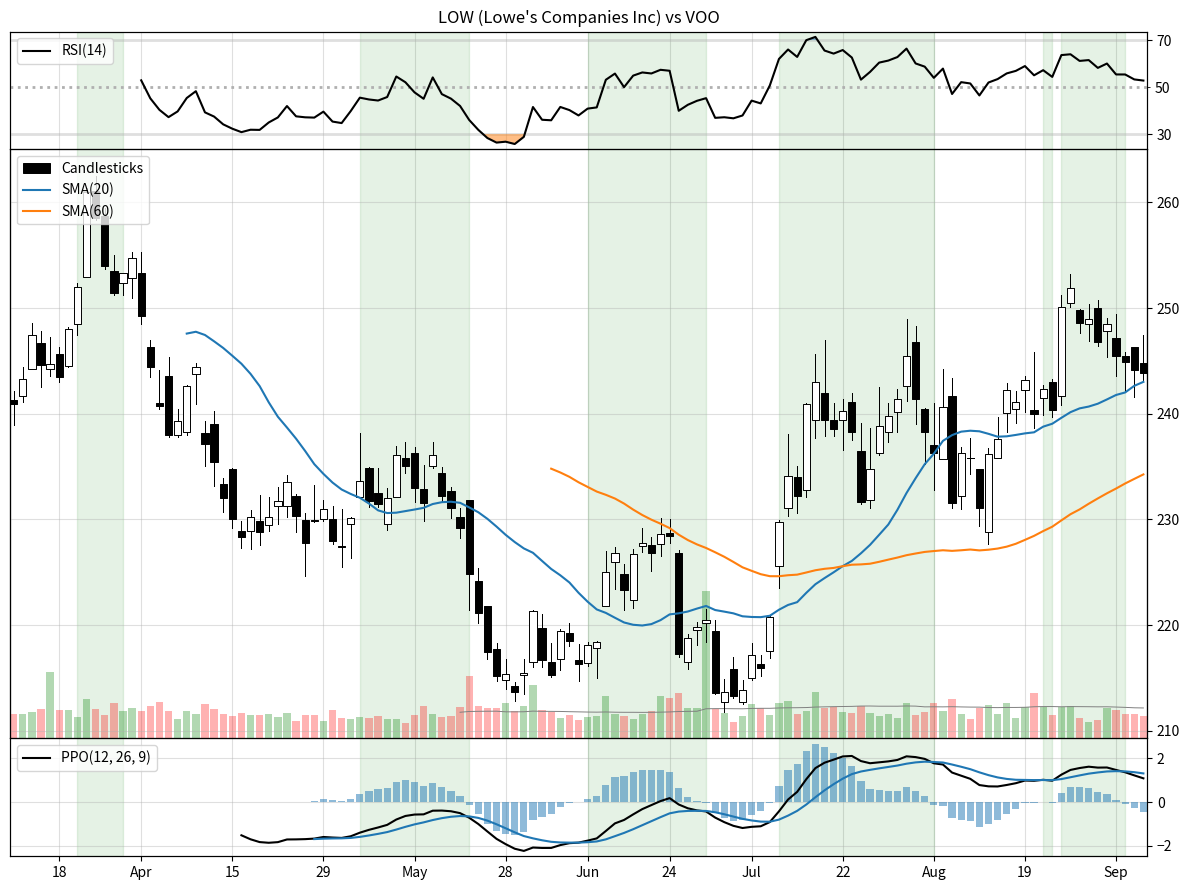 LOW (Lowe's Companies Inc) vs VOO
RSI(14)
70
50
30
Candlesticks
SMA(20)
SMA(60)
260
250
240
230
220
210
PPO(12, 26, 9)
2
0
−2
18 Apr 15 29 May 28 Jun 24 Jul 22 Aug 19 Sep